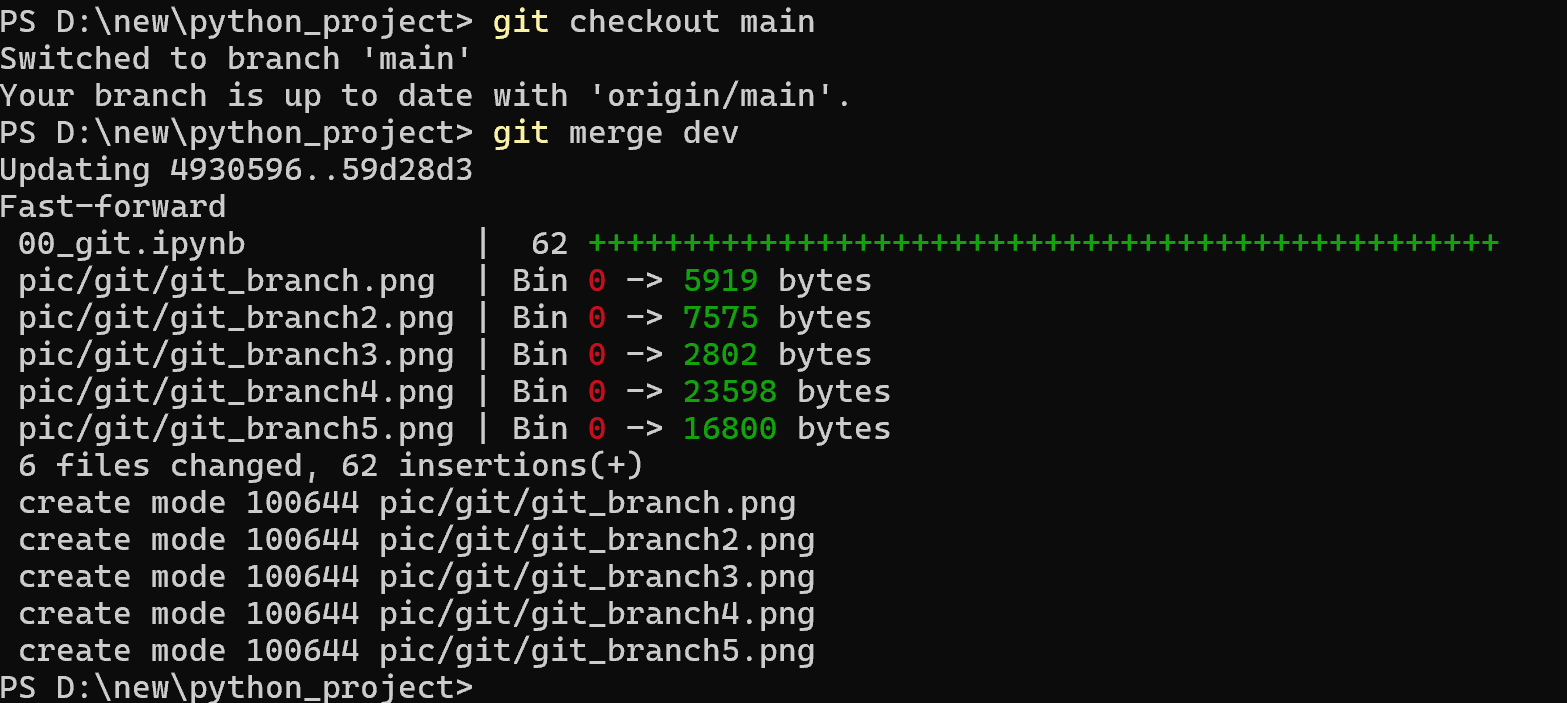 PS D:\new\python_project> git checkout main
Switched to branch 'main'
Your branch is up to date with 'origin/main'.
PS D:\new\python_project> git merge dev
Updating 4930596..59d28d3
Fast-forward
 00_git.ipynb            |  62 ++++++++++++++++++++++++++++++++++++++++++++++++
 pic/git/git_branch.png  | Bin 0 -> 5919 bytes
 pic/git/git_branch2.png | Bin 0 -> 7575 bytes
 pic/git/git_branch3.png | Bin 0 -> 2802 bytes
 pic/git/git_branch4.png | Bin 0 -> 23598 bytes
 pic/git/git_branch5.png | Bin 0 -> 16800 bytes
 6 files changed, 62 insertions(+)
 create mode 100644 pic/git/git_branch.png
 create mode 100644 pic/git/git_branch2.png
 create mode 100644 pic/git/git_branch3.png
 create mode 100644 pic/git/git_branch4.png
 create mode 100644 pic/git/git_branch5.png
PS D:\new\python_project>